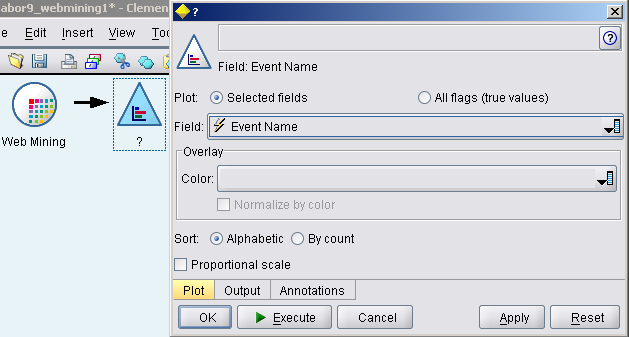 abor9_webmining1* - Clemen
e Edit Insert View Too
Web Mining
?
?
Field: Event Name
Plot: Selected fields All flags (true values)
Field: Event Name
Overlay
Color:
Normalize by color
Sort: Alphabetic By count
Proportional scale
Plot Output Annotations
OK Execute Cancel Apply Reset